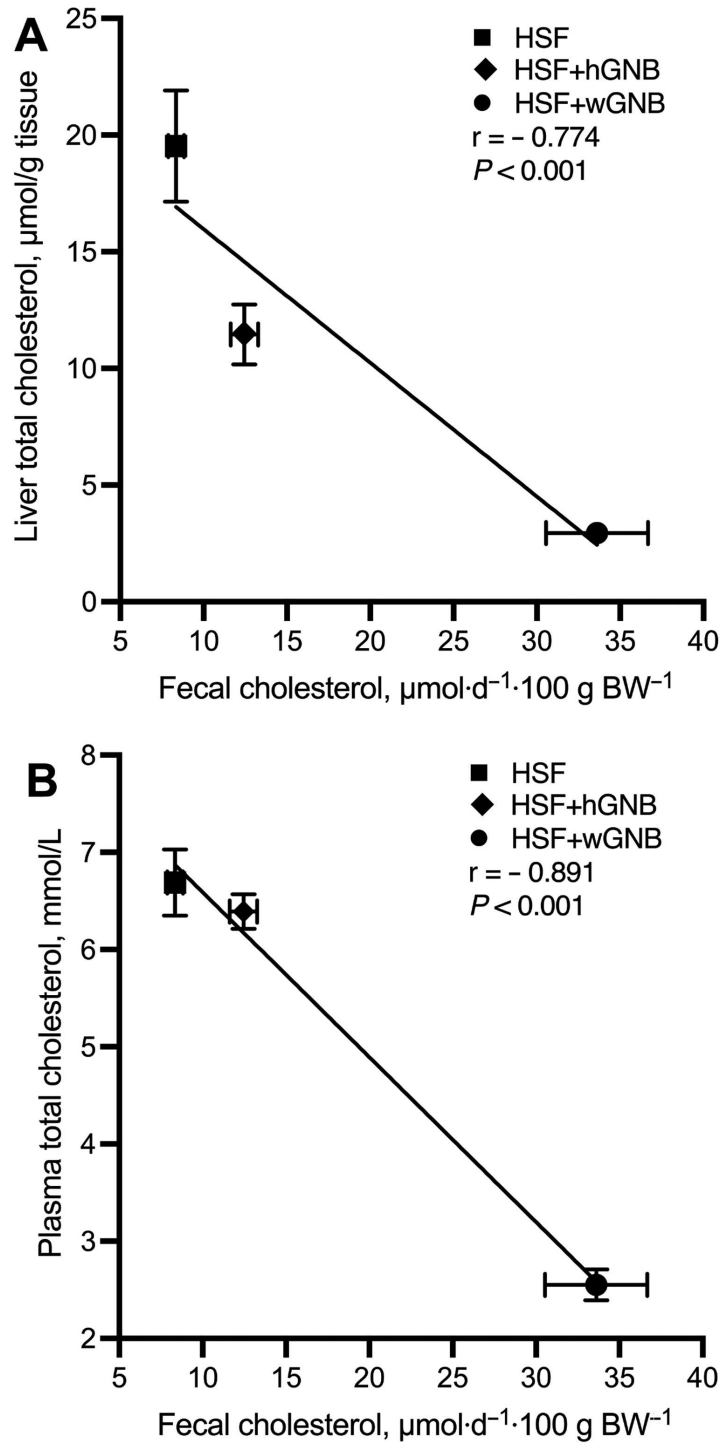 A
HSF
HSF+hGNB
HSF+wGNB
r = – 0.774
P < 0.001
Liver total cholesterol, μmol/g tissue
25
20
15
10
5
0
5 10 15 20 25 30 35 40
Fecal cholesterol, μmol·d⁻¹·100 g BW⁻¹
B
HSF
HSF+hGNB
HSF+wGNB
r = – 0.891
P < 0.001
Plasma total cholesterol, mmol/L
8
7
6
5
4
3
2
5 10 15 20 25 30 35 40
Fecal cholesterol, μmol·d⁻¹·100 g BW⁻¹